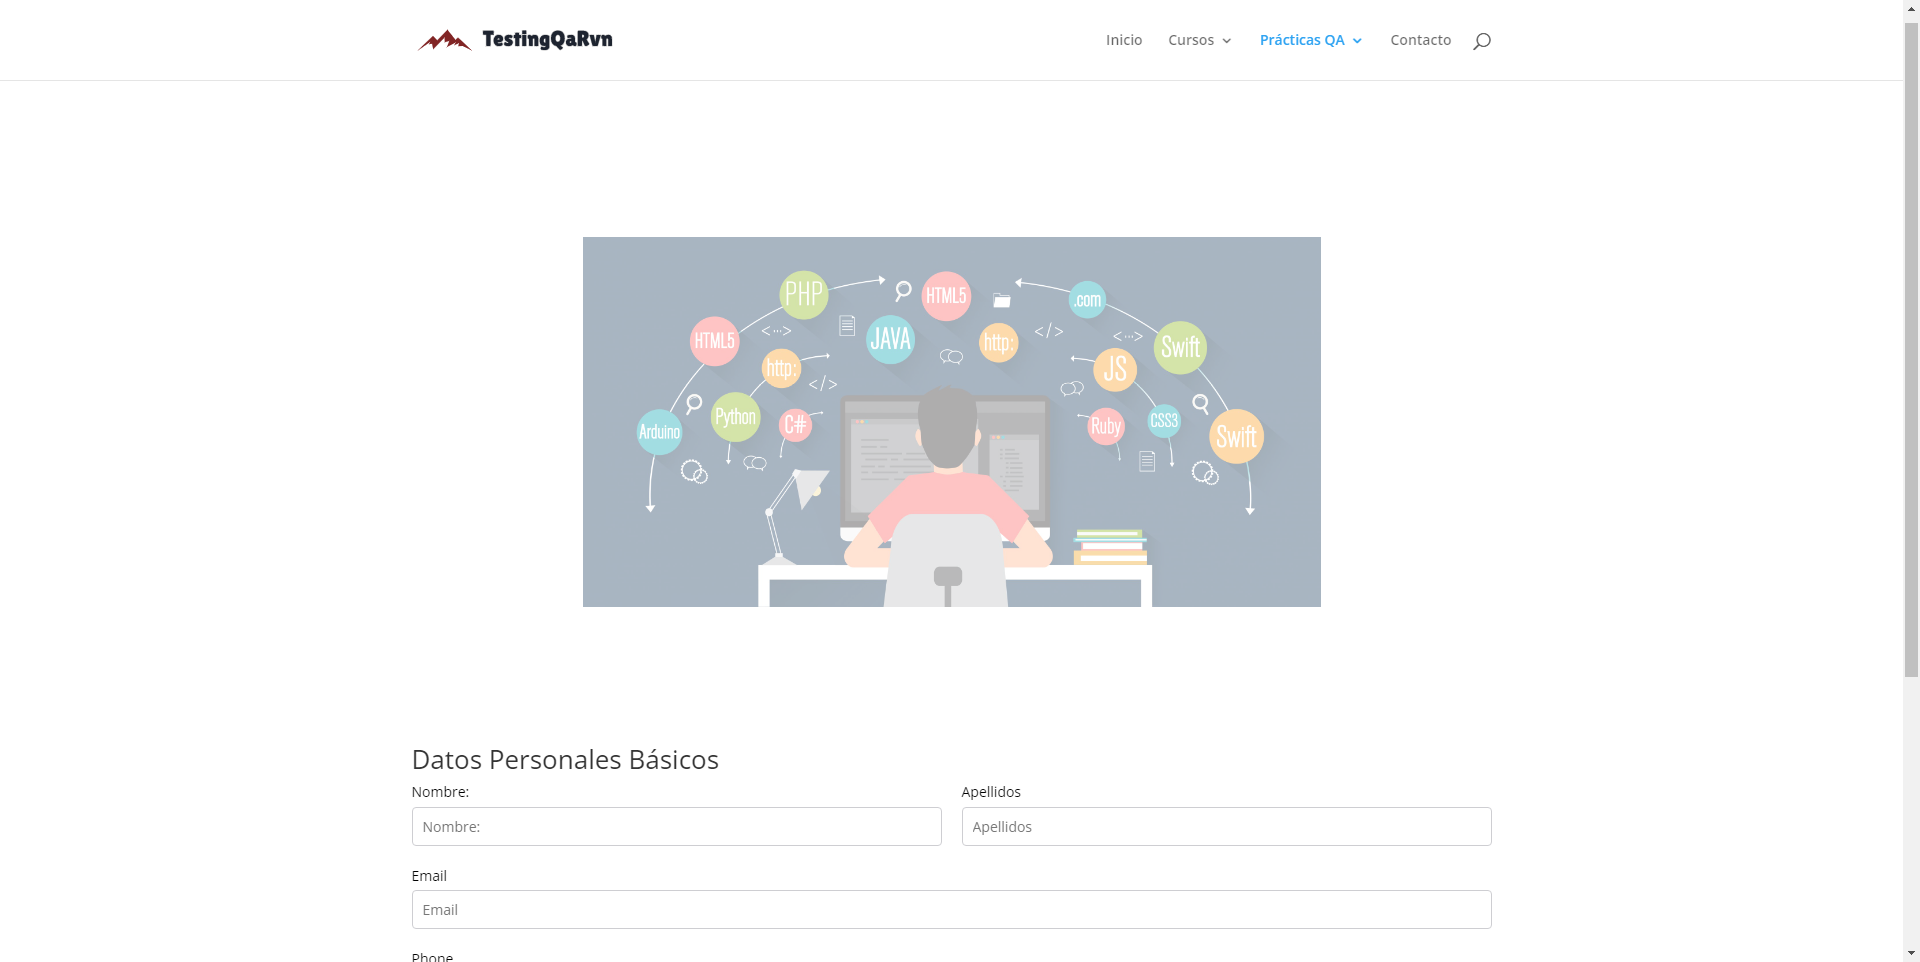 TestingQaRvn
Inicio Cursos Prácticas QA Contacto
PHP HTML5 .com
HTML5 JAVA http: Swift
http: JS
Python C# Ruby CSS3
Arduino Swift
Datos Personales Básicos
Nombre: Apellidos
Nombre: Apellidos
Email
Email
Phone